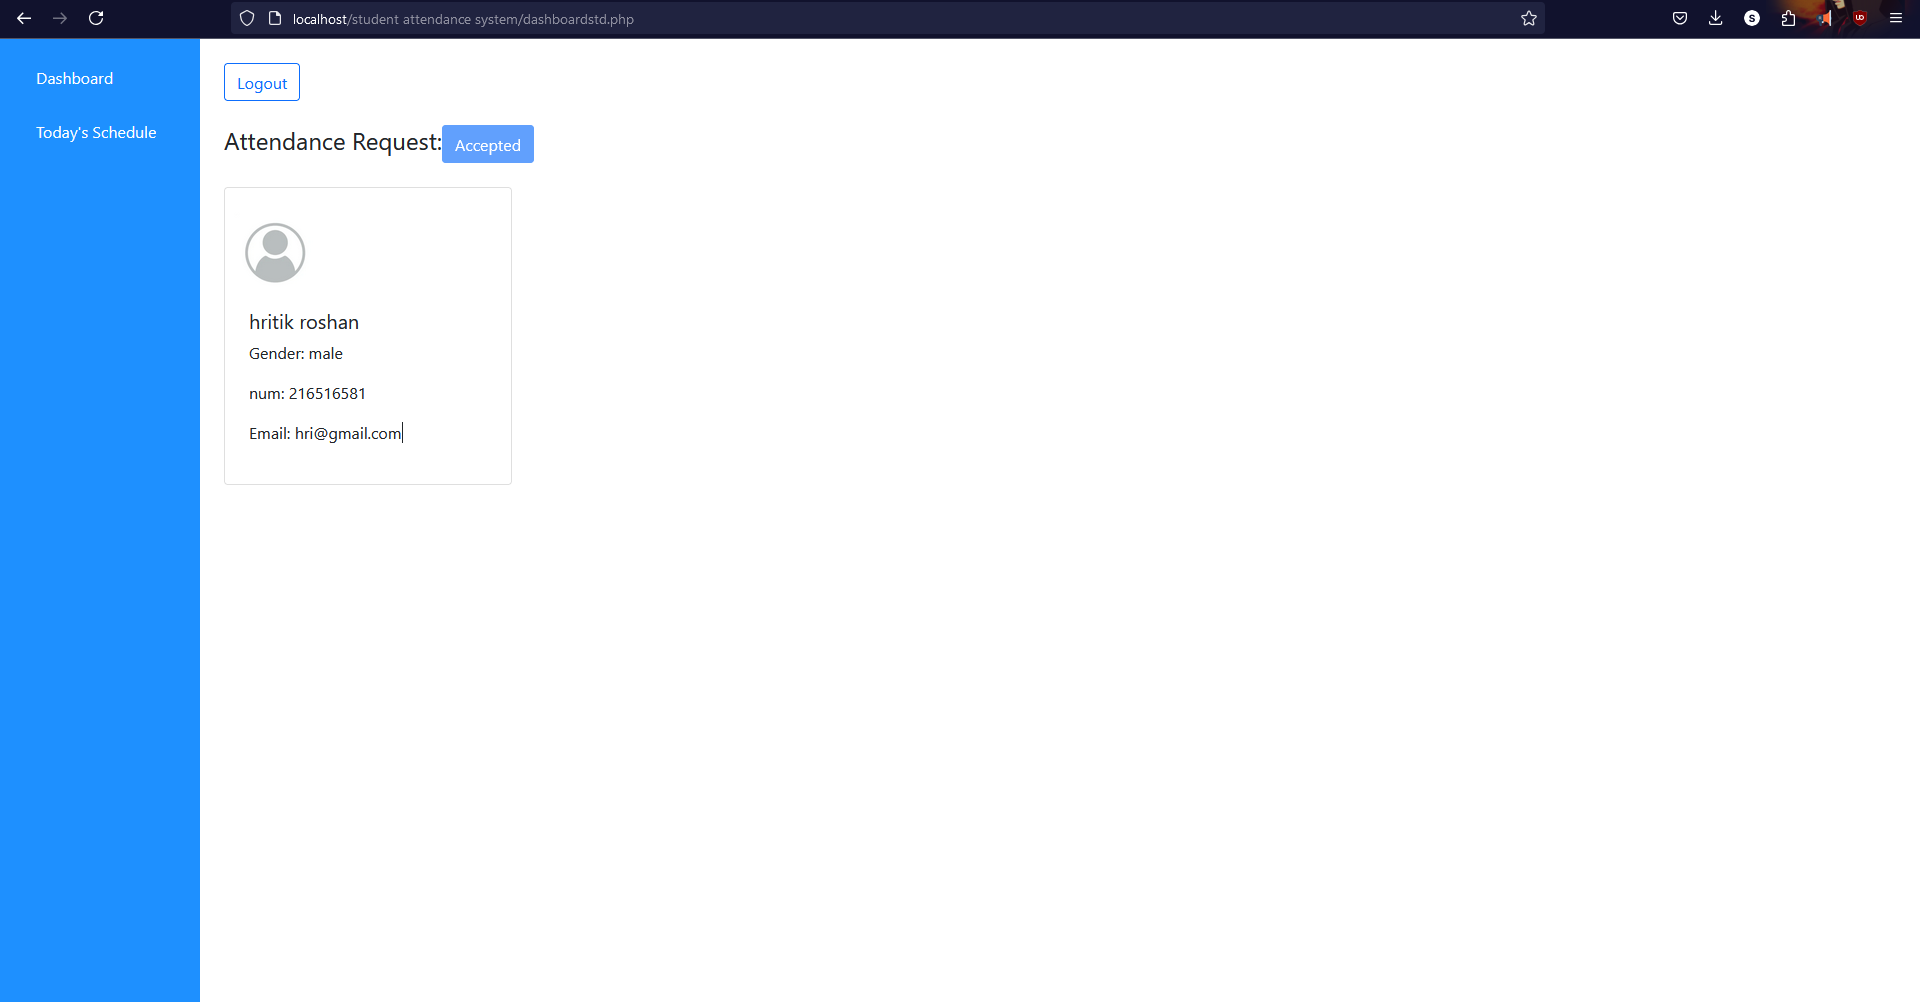 localhost/student attendance system/dashboardstd.php
S
UD
Dashboard
Today's Schedule
Logout
Attendance Request: Accepted
hritik roshan
Gender: male
num: 216516581
Email: hri@gmail.com